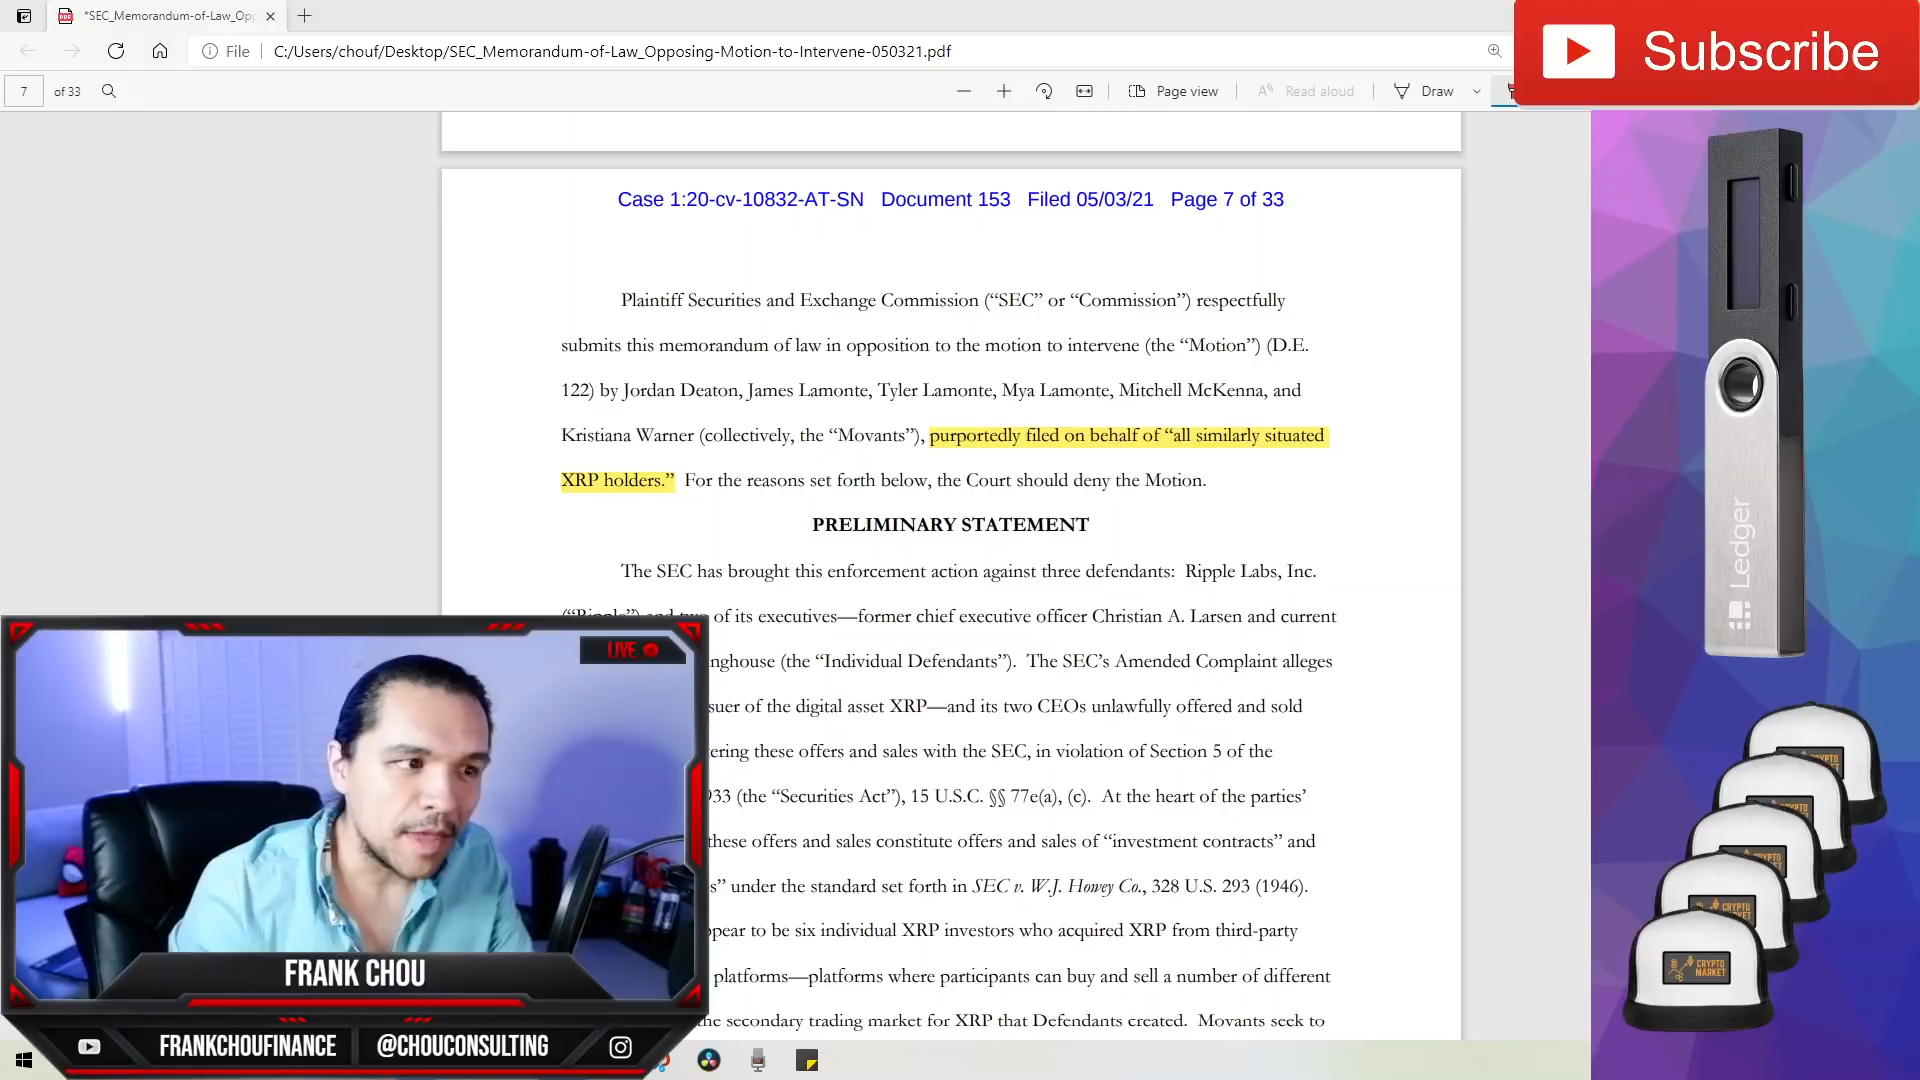 *SEC_Memorandum-of-Law_Op
Subscribe
File
C:/Users/chouf/Desktop/SEC_Memorandum-of-Law_Opposing-Motion-to-Intervene-050321.pdf
7 of 33
Page view
Read aloud
Draw
Case 1:20-cv-10832-AT-SN Document 153 Filed 05/03/21 Page 7 of 33
Plaintiff Securities and Exchange Commission (“SEC” or “Commission”) respectfully
submits this memorandum of law in opposition to the motion to intervene (the “Motion”) (D.E.
122) by Jordan Deaton, James Lamonte, Tyler Lamonte, Mya Lamonte, Mitchell McKenna, and
Kristiana Warner (collectively, the “Movants”), purportedly filed on behalf of “all similarly situated
XRP holders.” For the reasons set forth below, the Court should deny the Motion.
PRELIMINARY STATEMENT
The SEC has brought this enforcement action against three defendants: Ripple Labs, Inc.
of its executives—former chief executive officer Christian A. Larsen and current
nghouse (the “Individual Defendants”). The SEC’s Amended Complaint alleges
suer of the digital asset XRP—and its two CEOs unlawfully offered and sold
ering these offers and sales with the SEC, in violation of Section 5 of the
933 (the “Securities Act”), 15 U.S.C. §§ 77e(a), (c). At the heart of the parties’
these offers and sales constitute offers and sales of “investment contracts” and
s” under the standard set forth in SEC v. W.J. Howey Co., 328 U.S. 293 (1946).
ppear to be six individual XRP investors who acquired XRP from third-party
platforms—platforms where participants can buy and sell a number of different
he secondary trading market for XRP that Defendants created. Movants seek to
LIVE
FRANK CHOU
FRANKCHOUFINANCE
@CHOUCONSULTING
Ledger
CRYPTO
MARKET